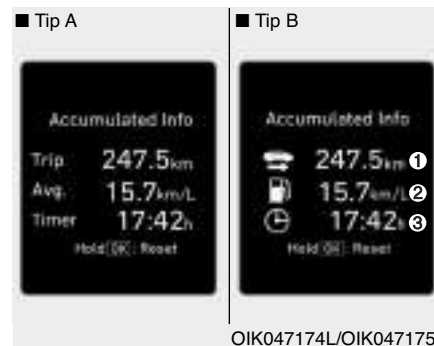 ■ Tip A
Accumulated Info
Trip 247.5km
Avg. 15.7km/L
Timer 17:42h
Hold[OK]: Reset
■ Tip B
Accumulated Info
247.5km ①
15.7km/L ②
17:42h ③
Hold[OK]: Reset
OIK047174L/OIK047175